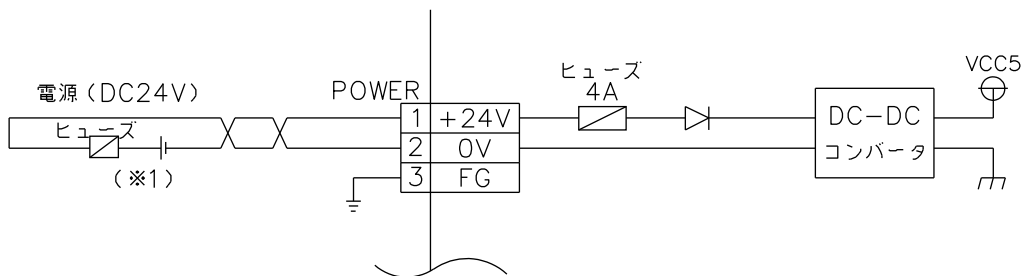 電源(DC24V)
ヒューズ
(※1)
POWER
1 +24V
2 0V
3 FG
ヒューズ
4A
DC-DC
コンバータ
VCC5